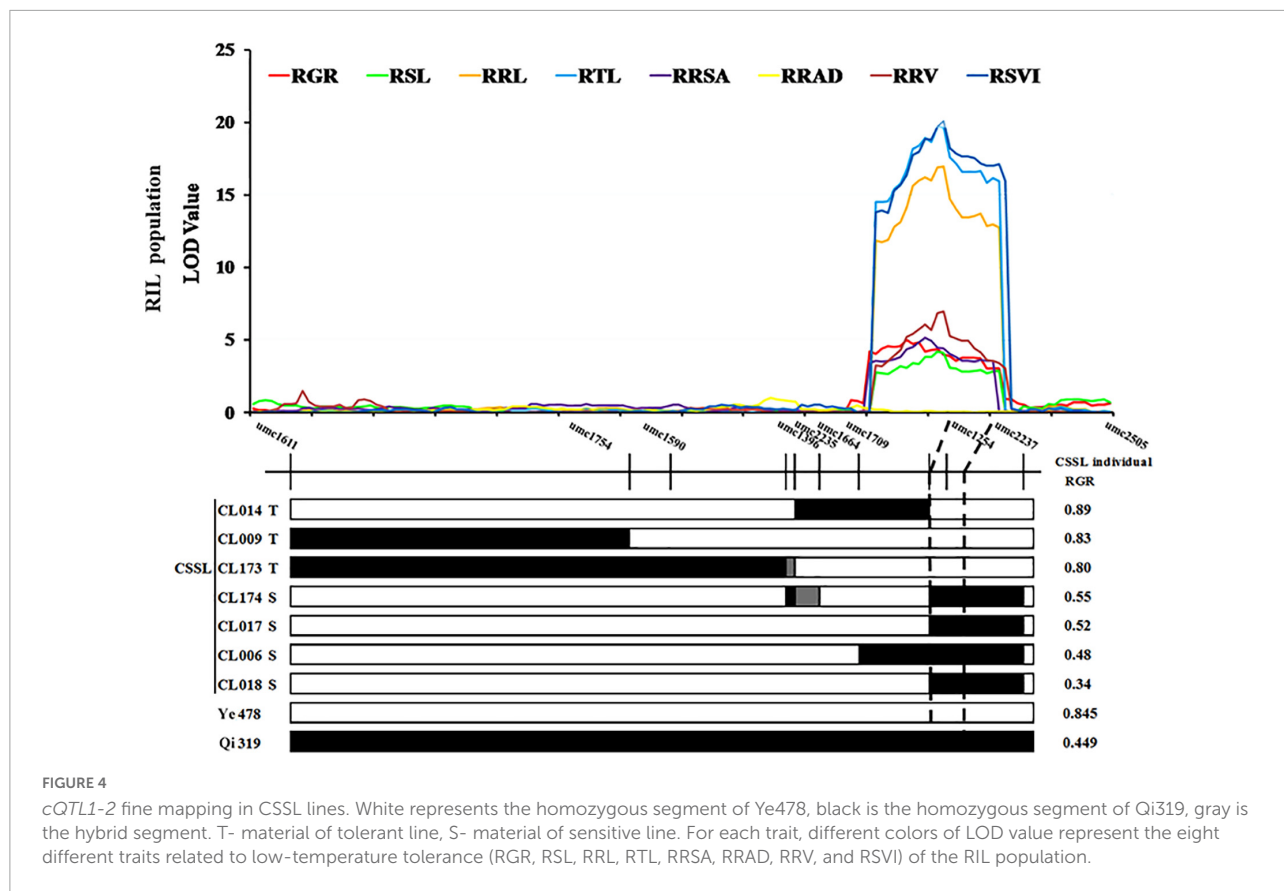 25
RGR RSL RRL RTL RRSA RRAD RRV RSVI
20
15
10
5
0
RIL population
LOD Value
umc1611 umc1754 umc1590 umc1396 umc2235 umc1664 umc1709 umc1254 umc2237 umc2505
CSSL individual
RGR
CSSL
CL014 T 0.89
CL009 T 0.83
CL173 T 0.80
CL174 S 0.55
CL017 S 0.52
CL006 S 0.48
CL018 S 0.34
Ye 478 0.845
Qi 319 0.449
FIGURE 4
cQTL1-2 fine mapping in CSSL lines. White represents the homozygous segment of Ye478, black is the homozygous segment of Qi319, gray is
the hybrid segment. T- material of tolerant line, S- material of sensitive line. For each trait, different colors of LOD value represent the eight
different traits related to low-temperature tolerance (RGR, RSL, RRL, RTL, RRSA, RRAD, RRV, and RSVI) of the RIL population.